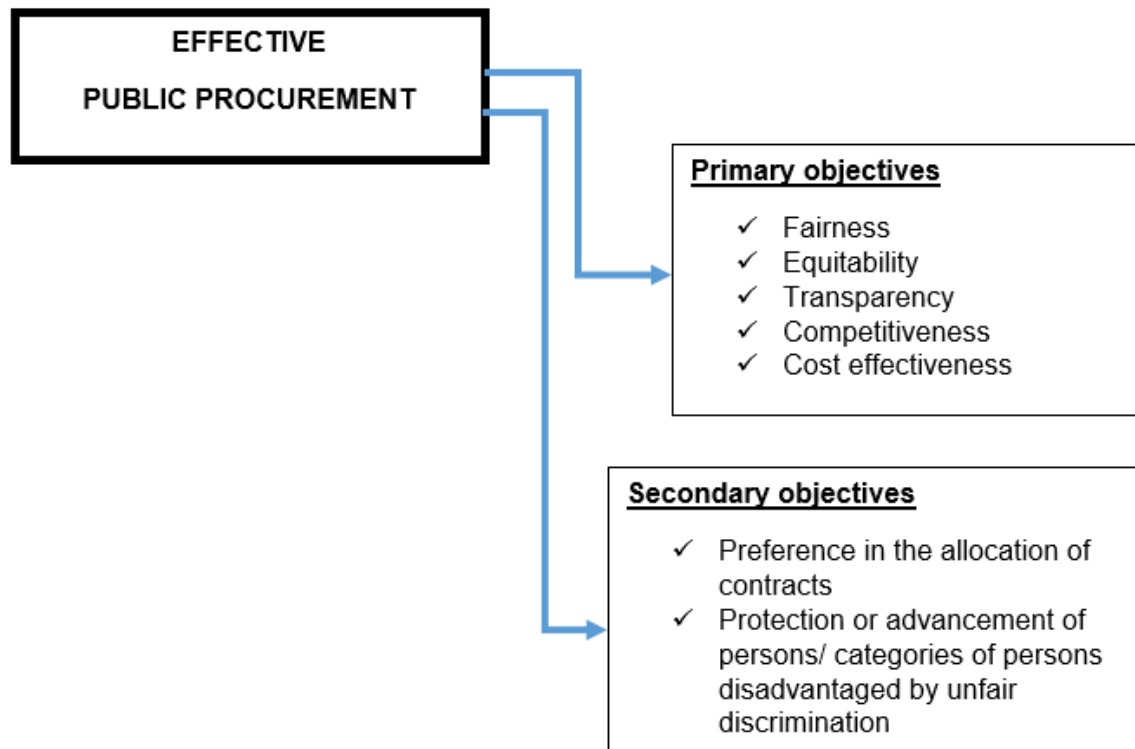 EFFECTIVE
PUBLIC PROCUREMENT
Primary objectives
✓ Fairness
✓ Equitability
✓ Transparency
✓ Competitiveness
✓ Cost effectiveness
Secondary objectives
✓ Preference in the allocation of
contracts
✓ Protection or advancement of
persons/ categories of persons
disadvantaged by unfair
discrimination